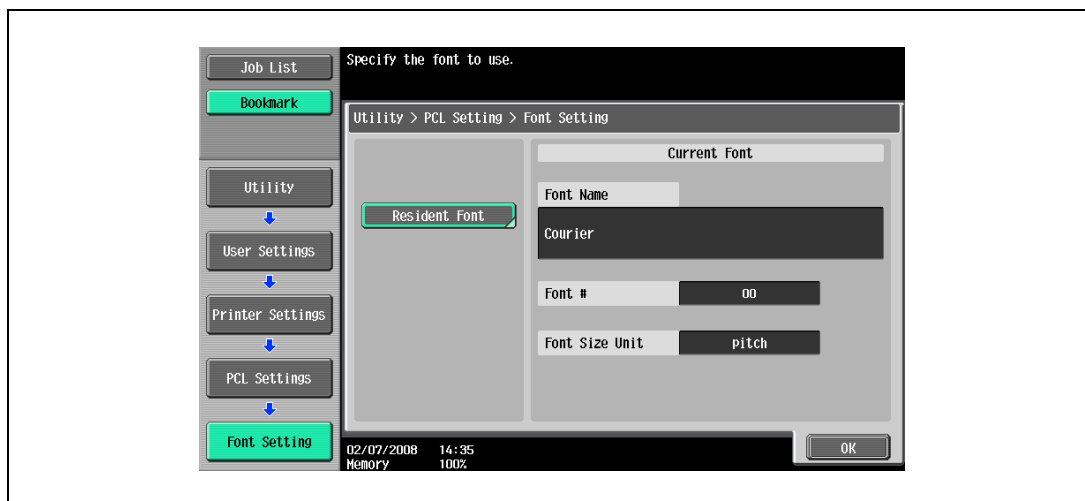 Specify the font to use.
Job List
Bookmark
Utility > PCL Setting > Font Setting
Current Font
Utility
Font Name
Resident Font
Courier
User Settings
Font #
00
Printer Settings
Font Size Unit
pitch
PCL Settings
Font Setting
02/07/2008 14:35
Memory 100%
OK